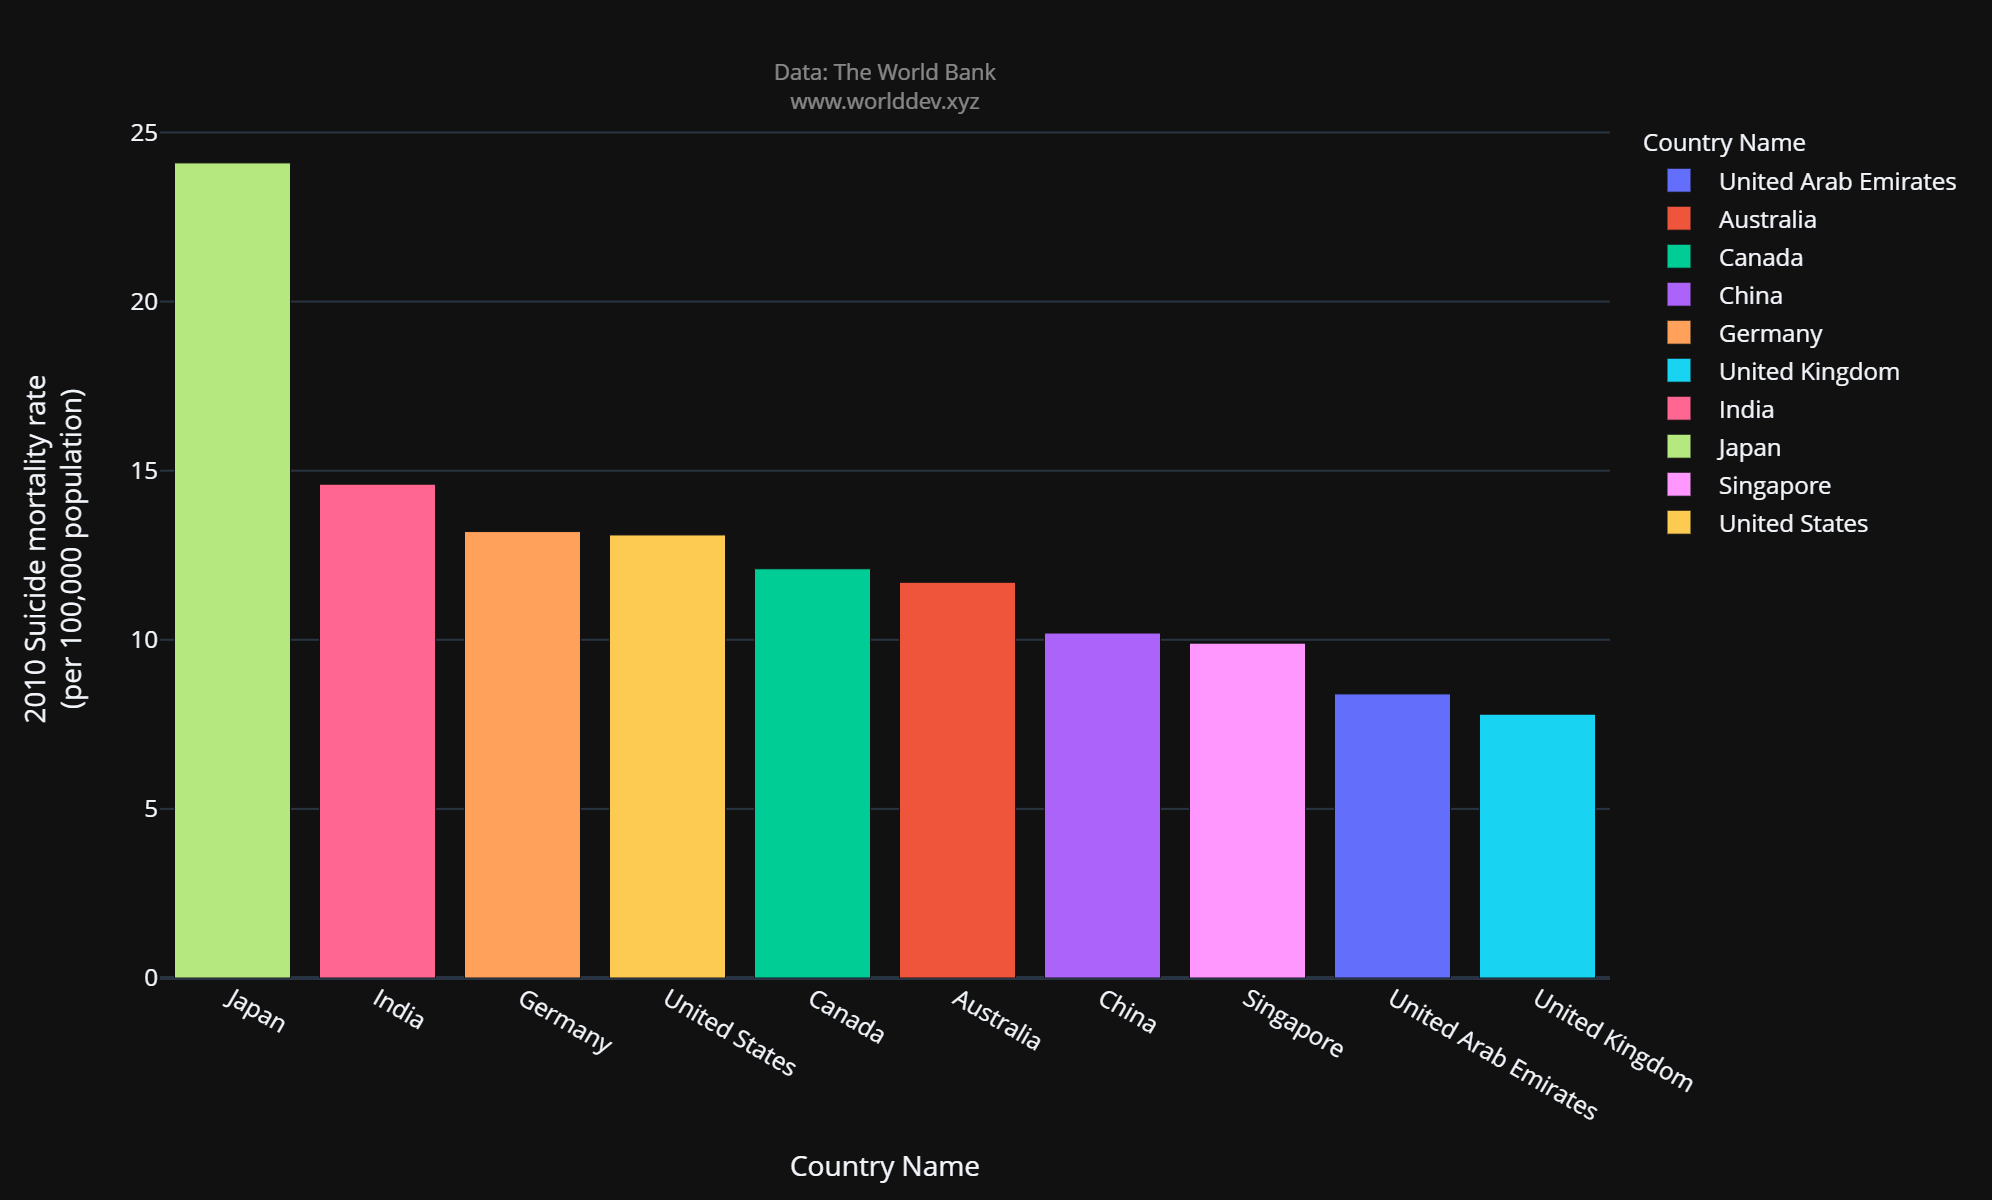 Data: The World Bank
www.worlddev.xyz
2010 Suicide mortality rate
(per 100,000 population)
25
20
15
10
5
0
Japan
India
Germany
United States
Canada
Australia
China
Singapore
United Arab Emirates
United Kingdom
Country Name
Country Name
United Arab Emirates
Australia
Canada
China
Germany
United Kingdom
India
Japan
Singapore
United States